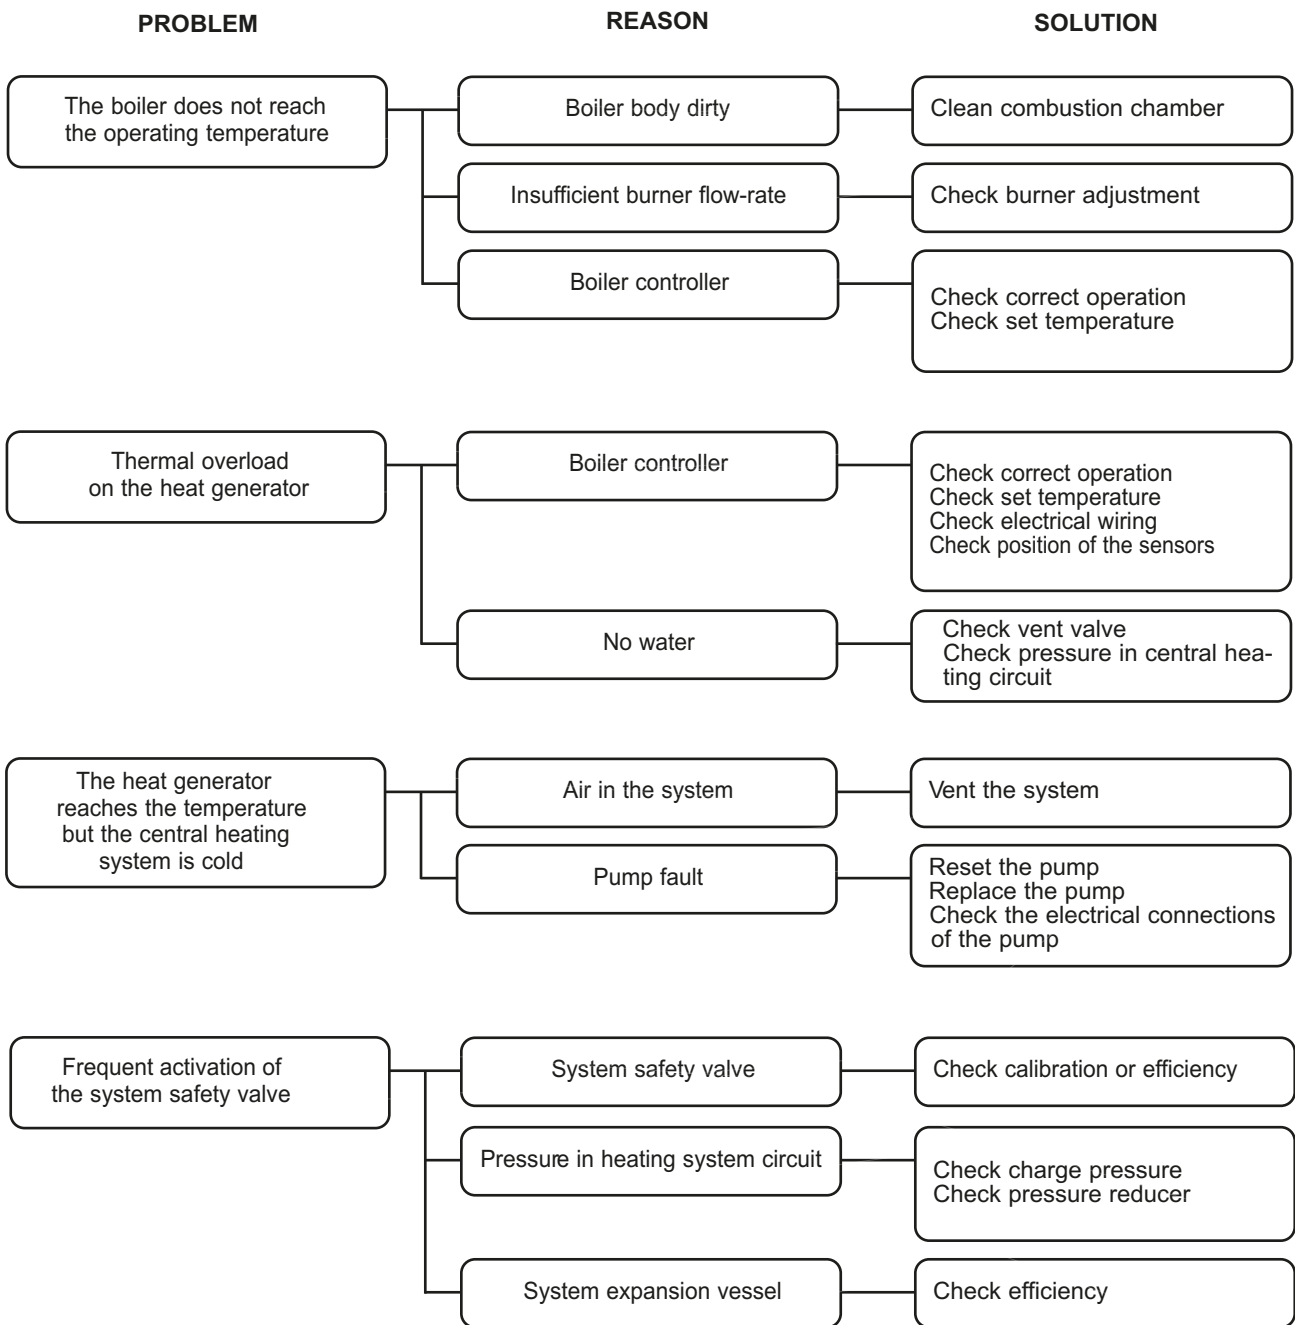 PROBLEM
REASON
SOLUTION
The boiler does not reach
the operating temperature
Boiler body dirty
Clean combustion chamber
Insufficient burner flow-rate
Check burner adjustment
Boiler controller
Check correct operation
Check set temperature
Thermal overload
on the heat generator
Boiler controller
Check correct operation
Check set temperature
Check electrical wiring
Check position of the sensors
No water
Check vent valve
Check pressure in central hea-
ting circuit
The heat generator
reaches the temperature
but the central heating
system is cold
Air in the system
Vent the system
Pump fault
Reset the pump
Replace the pump
Check the electrical connections
of the pump
Frequent activation of
the system safety valve
System safety valve
Check calibration or efficiency
Pressure in heating system circuit
Check charge pressure
Check pressure reducer
System expansion vessel
Check efficiency